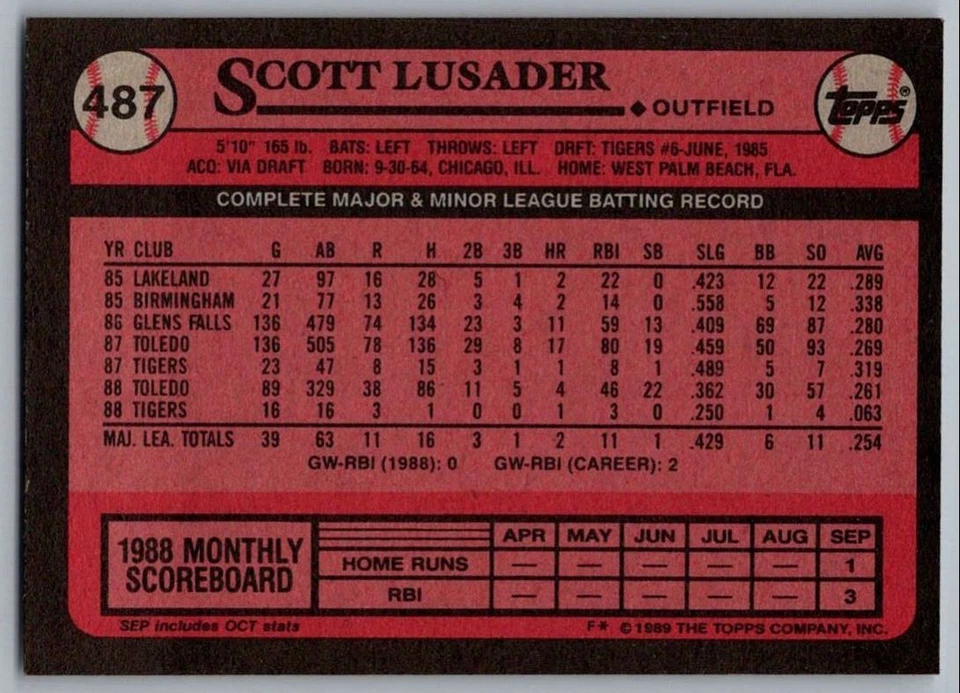 487
SCOTT LUSADER
◆ OUTFIELD
Topps®
5'10" 165 lb. BATS: LEFT THROWS: LEFT DRFT: TIGERS #6-JUNE, 1985
ACQ: VIA DRAFT BORN: 9-30-64, CHICAGO, ILL. HOME: WEST PALM BEACH, FLA.
COMPLETE MAJOR & MINOR LEAGUE BATTING RECORD
YR CLUB G AB R H 2B 3B HR RBI SB SLG BB SO AVG
85 LAKELAND 27 97 16 28 5 1 2 22 0 .423 12 22 .289
85 BIRMINGHAM 21 77 13 26 3 4 2 14 0 .558 5 12 .338
86 GLENS FALLS 136 479 74 134 23 3 11 59 13 .409 69 87 .280
87 TOLEDO 136 505 78 136 29 8 17 80 19 .459 50 93 .269
87 TIGERS 23 47 8 15 3 1 1 8 1 .489 5 7 .319
88 TOLEDO 89 329 38 86 11 5 4 46 22 .362 30 57 .261
88 TIGERS 16 16 3 1 0 0 1 3 0 .250 1 4 .063
MAJ. LEA. TOTALS 39 63 11 16 3 1 2 11 1 .429 6 11 .254
GW-RBI (1988): 0 GW-RBI (CAREER): 2
1988 MONTHLY
SCOREBOARD
APR MAY JUN JUL AUG SEP
HOME RUNS — — — — — 1
RBI — — — — — 3
SEP includes OCT stats
F* © 1989 THE TOPPS COMPANY, INC.